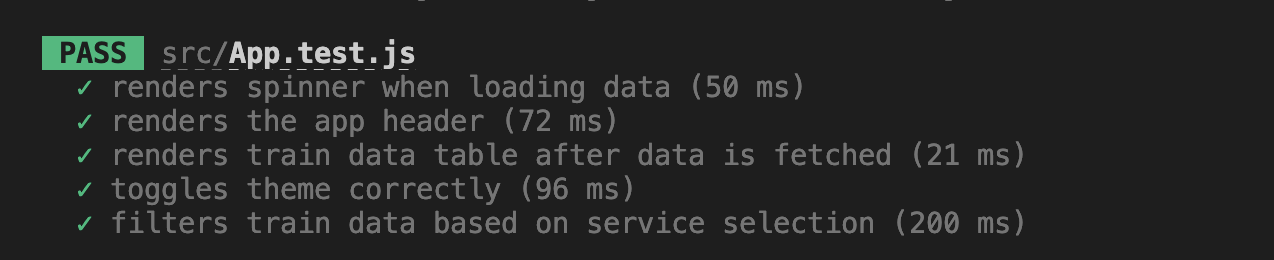 PASS src/App.test.js
✓ renders spinner when loading data (50 ms)
✓ renders the app header (72 ms)
✓ renders train data table after data is fetched (21 ms)
✓ toggles theme correctly (96 ms)
✓ filters train data based on service selection (200 ms)